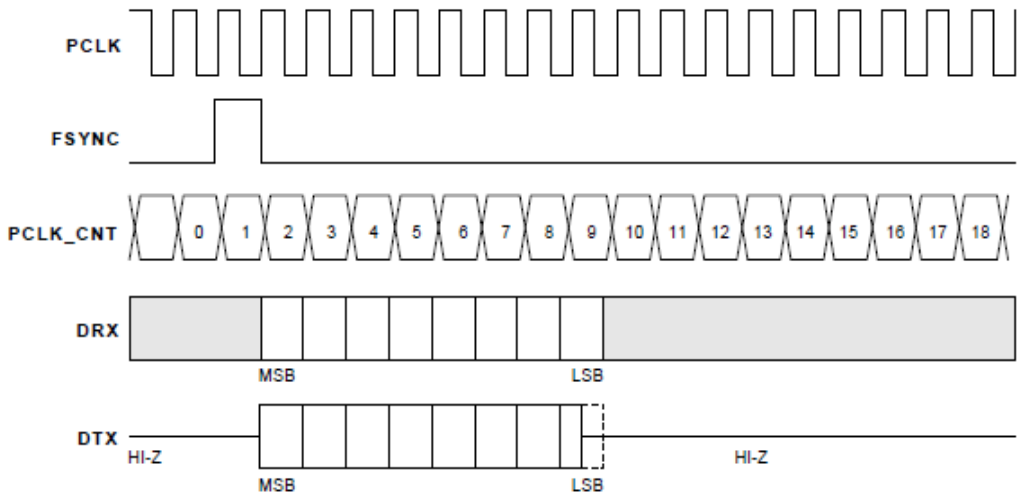 PCLK
FSYNC
PCLK_CNT 0 1 2 3 4 5 6 7 8 9 10 11 12 13 14 15 16 17 18
DRX
MSB LSB
DTX
HI-Z HI-Z
MSB LSB